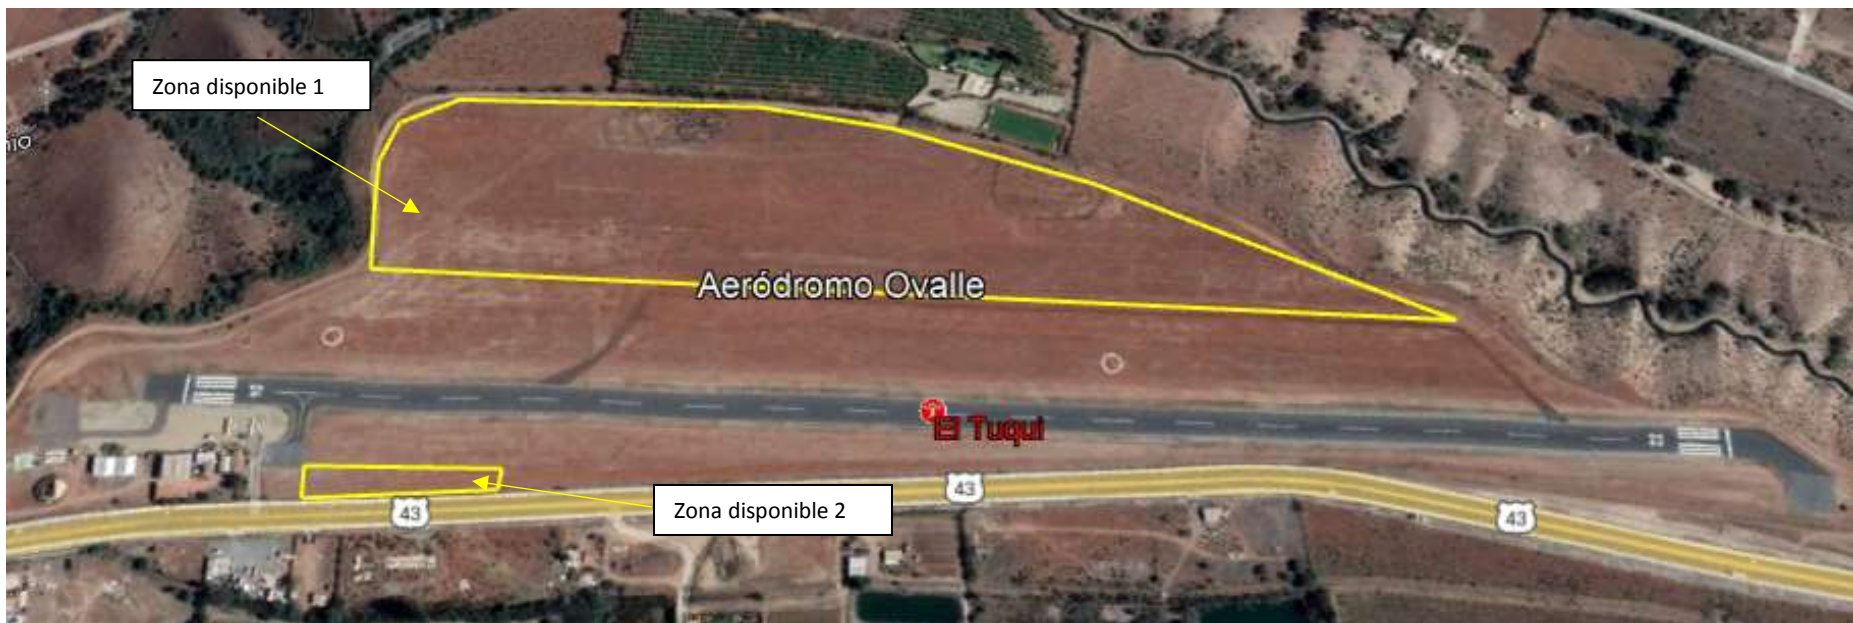 Zona disponible 1
Aeródromo Ovalle
El Tuqui
43
Zona disponible 2
43
43